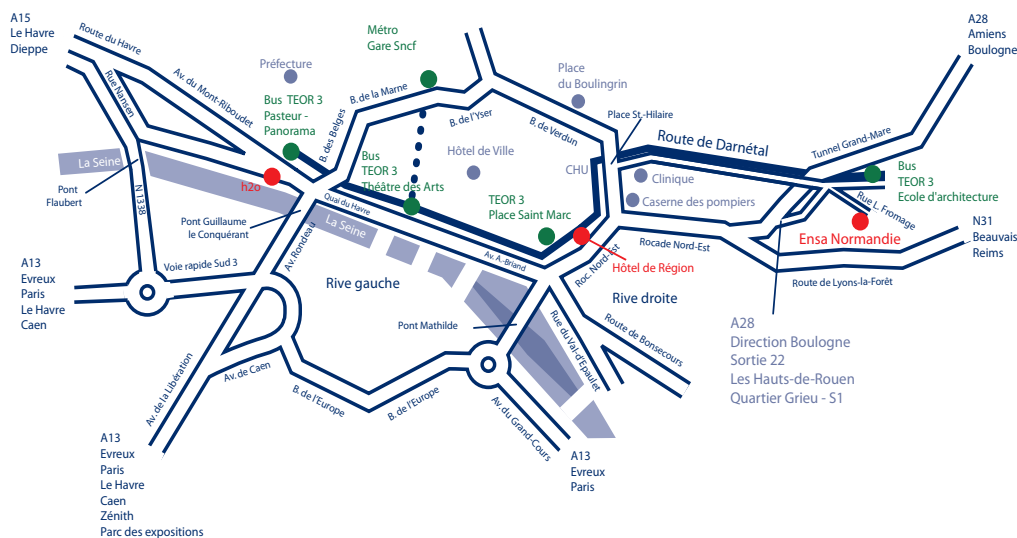 A15
Le Havre
Dieppe
Route du Havre
Av. du Mont-Riboudet
Rue Nansen
Préfecture
Bus TEOR 3
Pasteur -
Panorama
Métro
Gare Sncf
B. des Belges
B. de la Marne
B. de l'Yser
B. de Verdun
Place
du Boulingrin
Place St.-Hilaire
A28
Amiens
Boulogne
Route de Darnétal
Tunnel Grand-Mare
Bus
TEOR 3
Ecole d'architecture
Rue L. Fromage
Ensa Normandie
N31
Beauvais
Reims
La Seine
Pont
Flaubert
N 1338
h2o
Bus
TEOR 3
Théâtre des Arts
Hôtel de Ville
CHU
Clinique
Caserne des pompiers
TEOR 3
Place Saint Marc
Quai du Havre
La Seine
Pont Guillaume
le Conquérant
Av. Rondeau
Av. A.-Briand
Roc. Nord-Est
Rocade Nord-Est
Hôtel de Région
Route de Lyons-la-Forêt
Voie rapide Sud 3
Rive gauche
Rive droite
A13
Evreux
Paris
Le Havre
Caen
Pont Mathilde
Rue du Val-d'Epaulet
Route de Bonsecours
A28
Direction Boulogne
Sortie 22
Les Hauts-de-Rouen
Quartier Grieu - S1
Av. de la Libération
Av. de Caen
B. de l'Europe
B. de l'Europe
Av. du Grand-Cours
A13
Evreux
Paris
Le Havre
Caen
Zénith
Parc des expositions
A13
Evreux
Paris